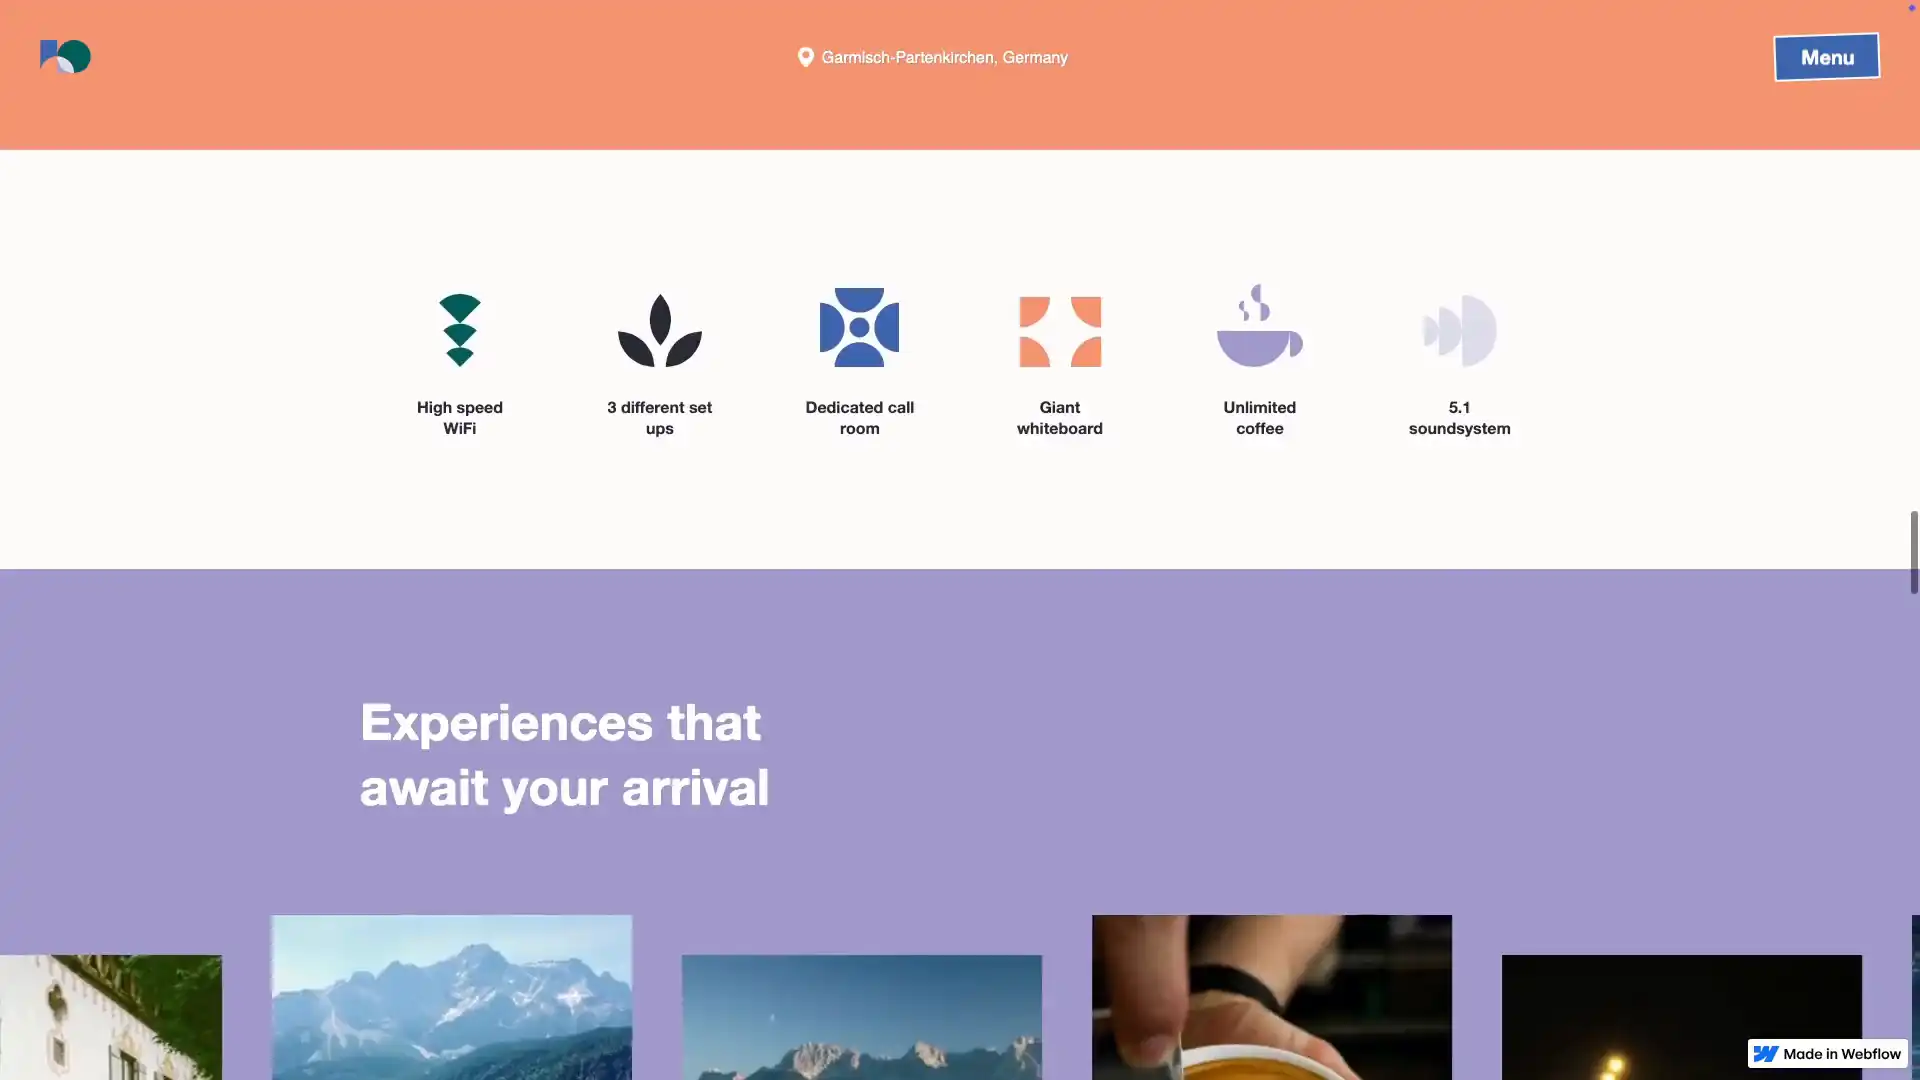 Garmisch-Partenkirchen, Germany
Menu
High speed
WiFi
3 different set
ups
Dedicated call
room
Giant
whiteboard
Unlimited
coffee
5.1
soundsystem
Experiences that
await your arrival
Made in Webflow